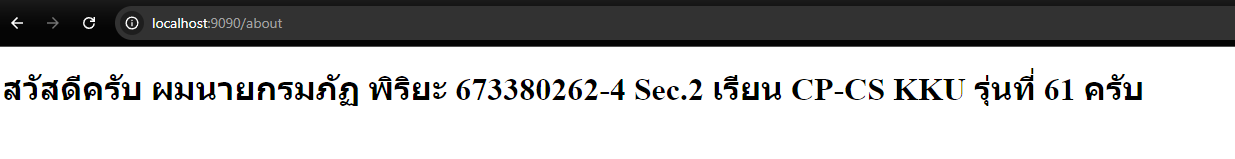 localhost:9090/about
สวัสดีครับ ผมนายกรมภัฏ พิริยะ 673380262-4 Sec.2 เรียน CP-CS KKU รุ่นที่ 61 ครับ